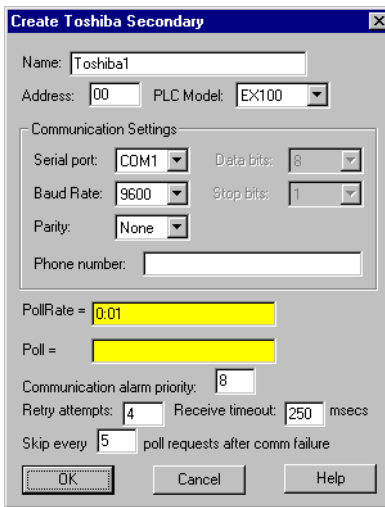 Create Toshiba Secondary
Name: Toshiba1
Address: 00 PLC Model: EX100
Communication Settings
Serial port: COM1 Data bits: 8
Baud Rate: 9600 Stop bits: 1
Parity: None
Phone number:
PollRate = 0:01
Poll =
Communication alarm priority: 8
Retry attempts: 4 Receive timeout: 250 msecs
Skip every 5 poll requests after comm failure
OK Cancel Help